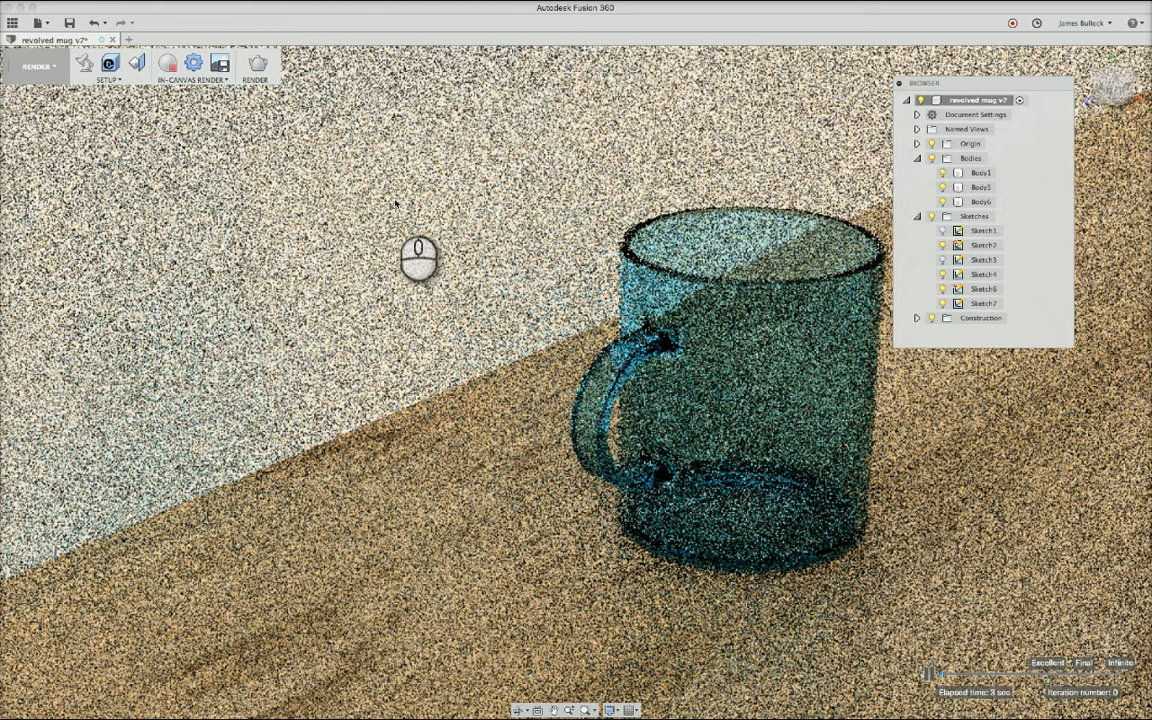 Autodesk Fusion 360
James Bullock
revolved mug v7*
RENDER
SETUP
IN-CANVAS RENDER
RENDER
BROWSER
revolved mug v7
Document Settings
Named Views
Origin
Bodies
Body1
Body5
Body6
Sketches
Sketch1
Sketch2
Sketch3
Sketch4
Sketch6
Sketch7
Construction
Excellent Final Infinite
Elapsed time: 3 sec Iteration number: 0